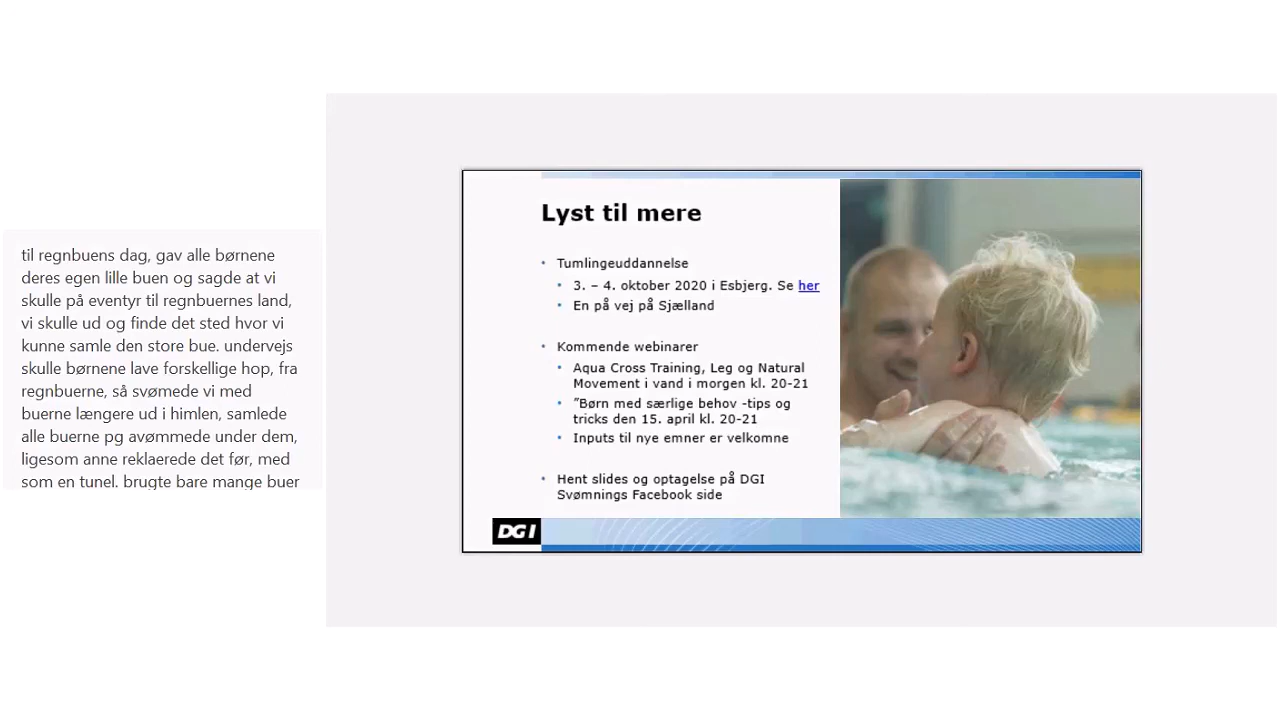 til regnbuens dag, gav alle børnene
deres egen lille buen og sagde at vi
skulle på eventyr til regnbuernes land,
vi skulle ud og finde det sted hvor vi
kunne samle den store bue. undervejs
skulle børnene lave forskellige hop, fra
regnbuerne, så svømede vi med
buerne længere ud i himlen, samlede
alle buerne pg avømmede under dem,
ligesom anne reklaerede det før, med
som en tunel. brugte bare mange buer
Lyst til mere
• Tumlingeuddannelse
• 3. – 4. oktober 2020 i Esbjerg. Se her
• En på vej på Sjælland
• Kommende webinarer
• Aqua Cross Training, Leg og Natural
Movement i vand i morgen kl. 20-21
• ”Børn med særlige behov -tips og
tricks den 15. april kl. 20-21
• Inputs til nye emner er velkomne
• Hent slides og optagelse på DGI
Svømnings Facebook side
DGI